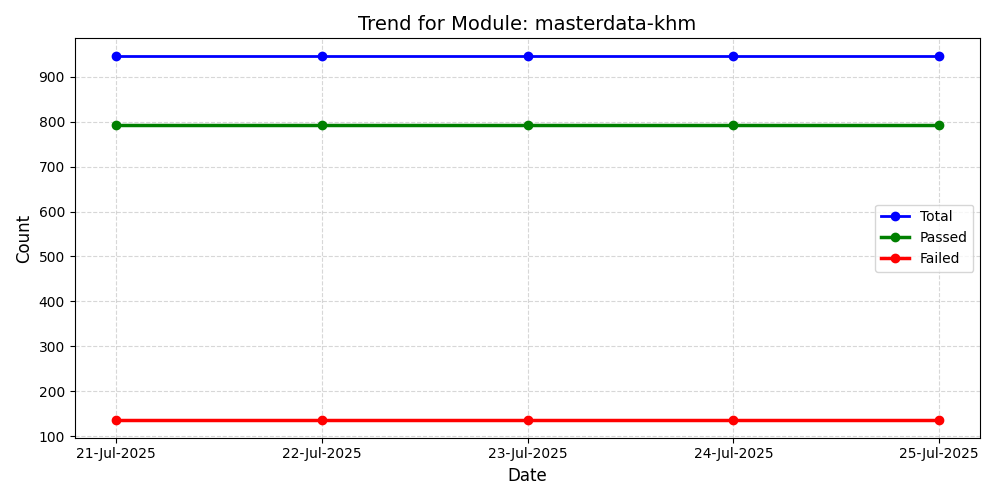 Trend for Module: masterdata-khm
Count
900
800
700
600
500
400
300
200
100
Total
Passed
Failed
21-Jul-2025
22-Jul-2025
23-Jul-2025
24-Jul-2025
25-Jul-2025
Date